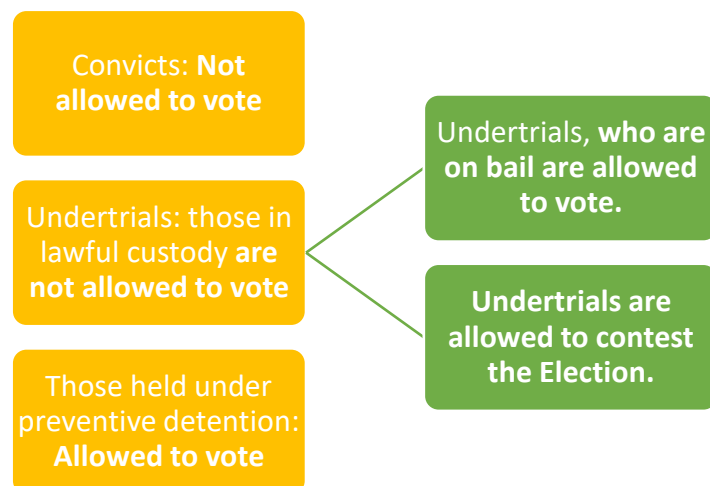 Convicts: Not
allowed to vote
Undertrials: those in
lawful custody are
not allowed to vote
Those held under
preventive detention:
Allowed to vote
Undertrials, who are
on bail are allowed
to vote.
Undertrials are
allowed to contest
the Election.